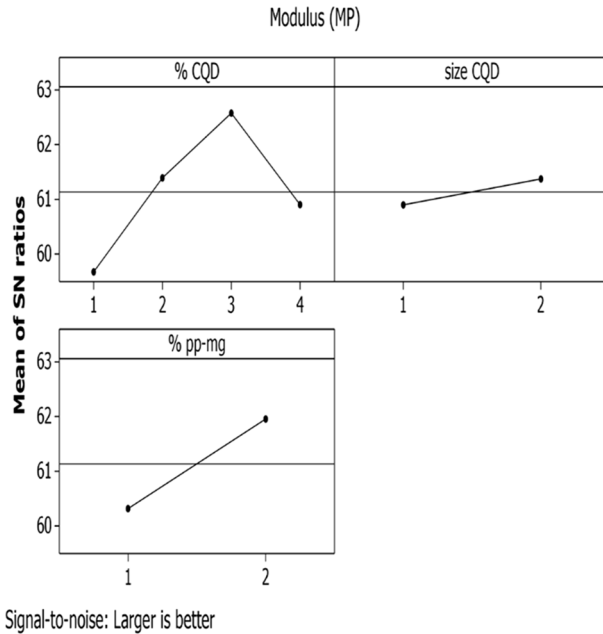 Modulus (MP)
% CQD
size CQD
63
62
61
60
1 2 3 4
1 2
% pp-mg
63
62
61
60
1 2
Mean of SN ratios
Signal-to-noise: Larger is better